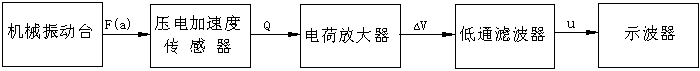 机械振动台
F(a)
压电加速度
传 感 器
Q
电荷放大器
ΔV
低通滤波器
u
示波器